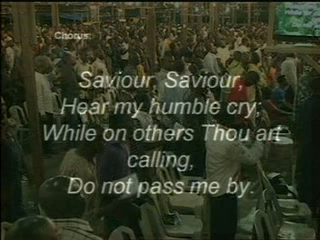 Chorus:
Saviour, Saviour,
Hear my humble cry;
While on others Thou art
calling,
Do not pass me by.